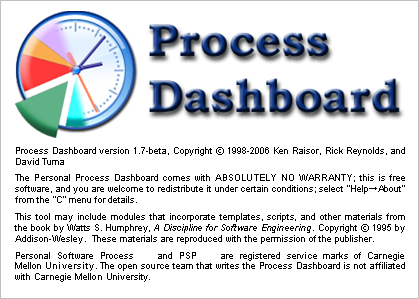 Process
Dashboard
Process Dashboard version 1.7-beta, Copyright © 1998-2006 Ken Raisor, Rick Reynolds, and
David Tuma
The Personal Process Dashboard comes with ABSOLUTELY NO WARRANTY; this is free
software, and you are welcome to redistribute it under certain conditions; select "Help→About"
from the "C" menu for details.
This tool may include modules that incorporate templates, scripts, and other materials from
the book by Watts S. Humphrey, A Discipline for Software Engineering. Copyright © 1995 by
Addison-Wesley. These materials are reproduced with the permission of the publisher.
Personal Software Process and PSP are registered service marks of Carnegie
Mellon University. The open source team that writes the Process Dashboard is not affiliated
with Carnegie Mellon University.